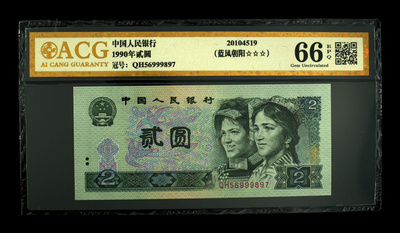 ACG
AI CANG GUARANTY
中国人民银行
1990年贰圆
冠号: QH56999897
20104519
(蓝凤朝阳☆☆☆)
66 EPQ
Gem Uncirculated
中国人民银行
2
贰圆
QH56999897
2
2